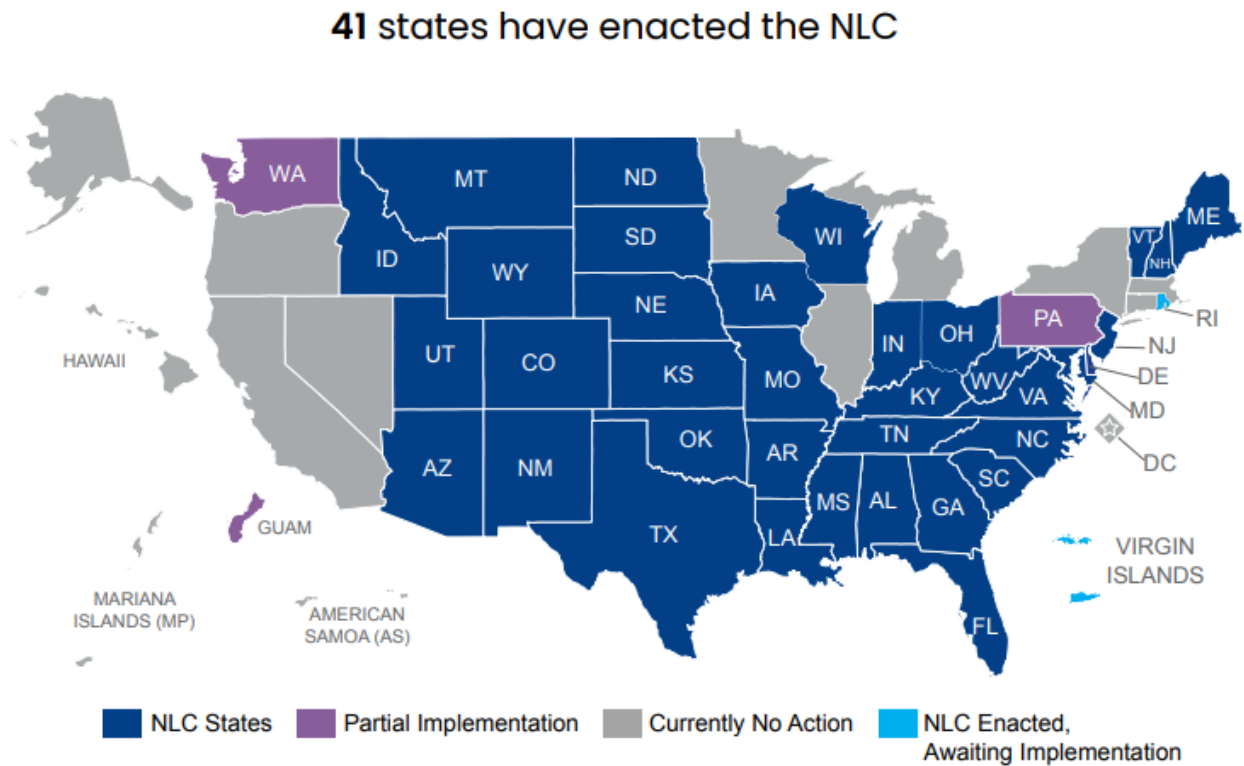 41 states have enacted the NLC
WA
MT
ND
ME
VT
NH
ID
SD
WI
WY
RI
NE
IA
PA
NJ
UT
CO
OH
IN
HAWAII
KS
MO
WV
VA
DE
KY
MD
TN
NC
OK
AR
DC
AZ
NM
SC
MS
AL
GA
GUAM
TX
LA
VIRGIN
ISLANDS
MARIANA
ISLANDS (MP)
AMERICAN
SAMOA (AS)
FL
NLC States
Partial Implementation
Currently No Action
NLC Enacted,
Awaiting Implementation